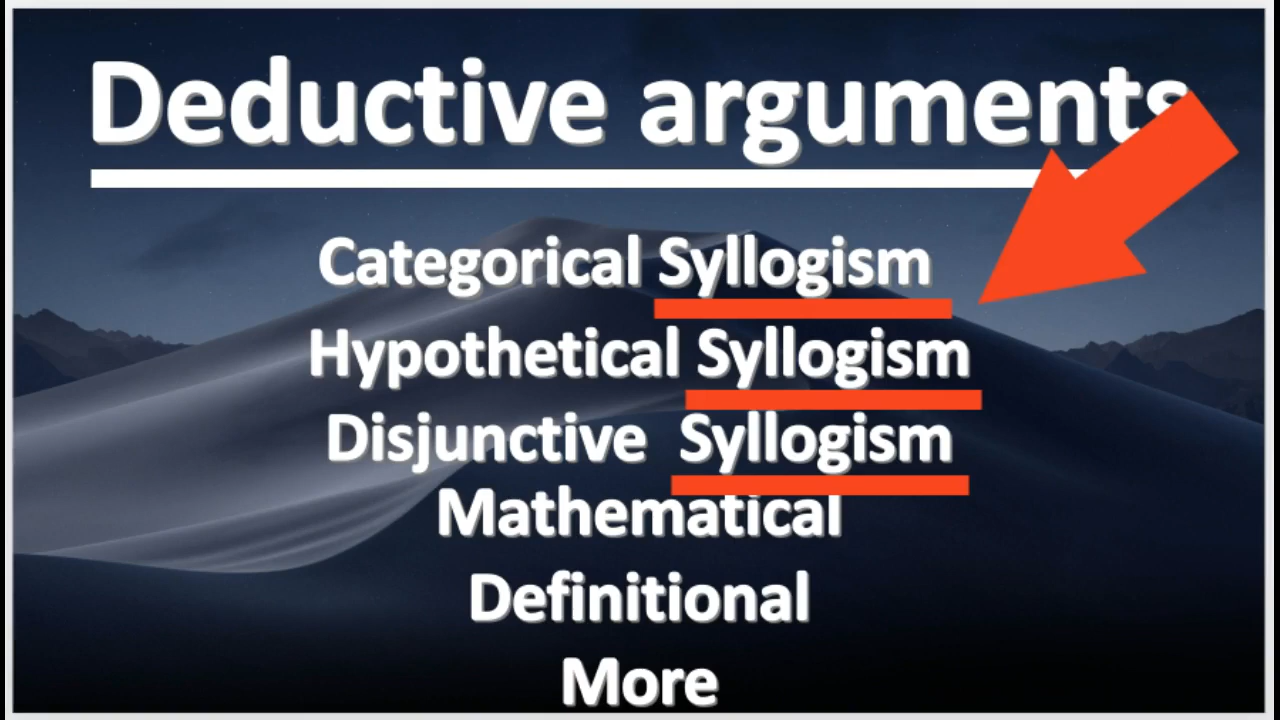 Deductive arguments
Categorical Syllogism
Hypothetical Syllogism
Disjunctive Syllogism
Mathematical
Definitional
More